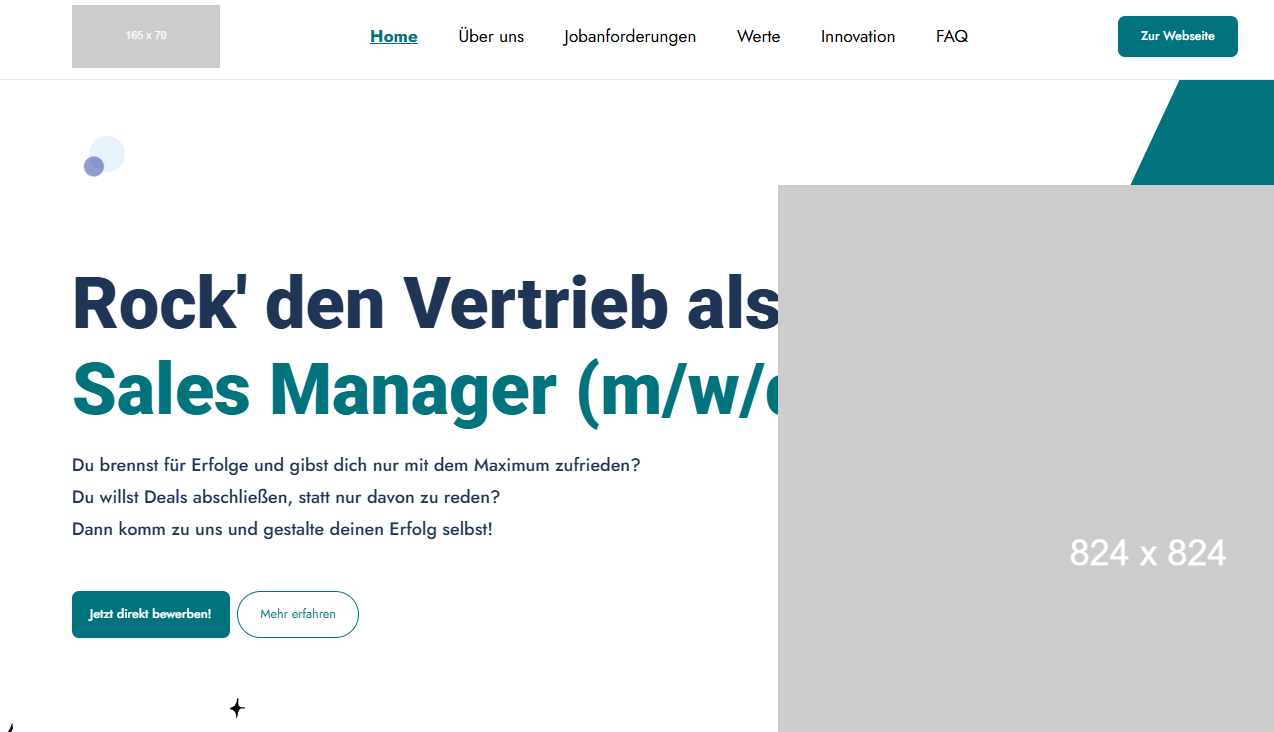 165 x 70
Home
Über uns
Jobanforderungen
Werte
Innovation
FAQ
Zur Webseite
Rock' den Vertrieb als
Sales Manager (m/w/d
Du brennst für Erfolge und gibst dich nur mit dem Maximum zufrieden?
Du willst Deals abschließen, statt nur davon zu reden?
Dann komm zu uns und gestalte deinen Erfolg selbst!
824 x 824
Jetzt direkt bewerben!
Mehr erfahren